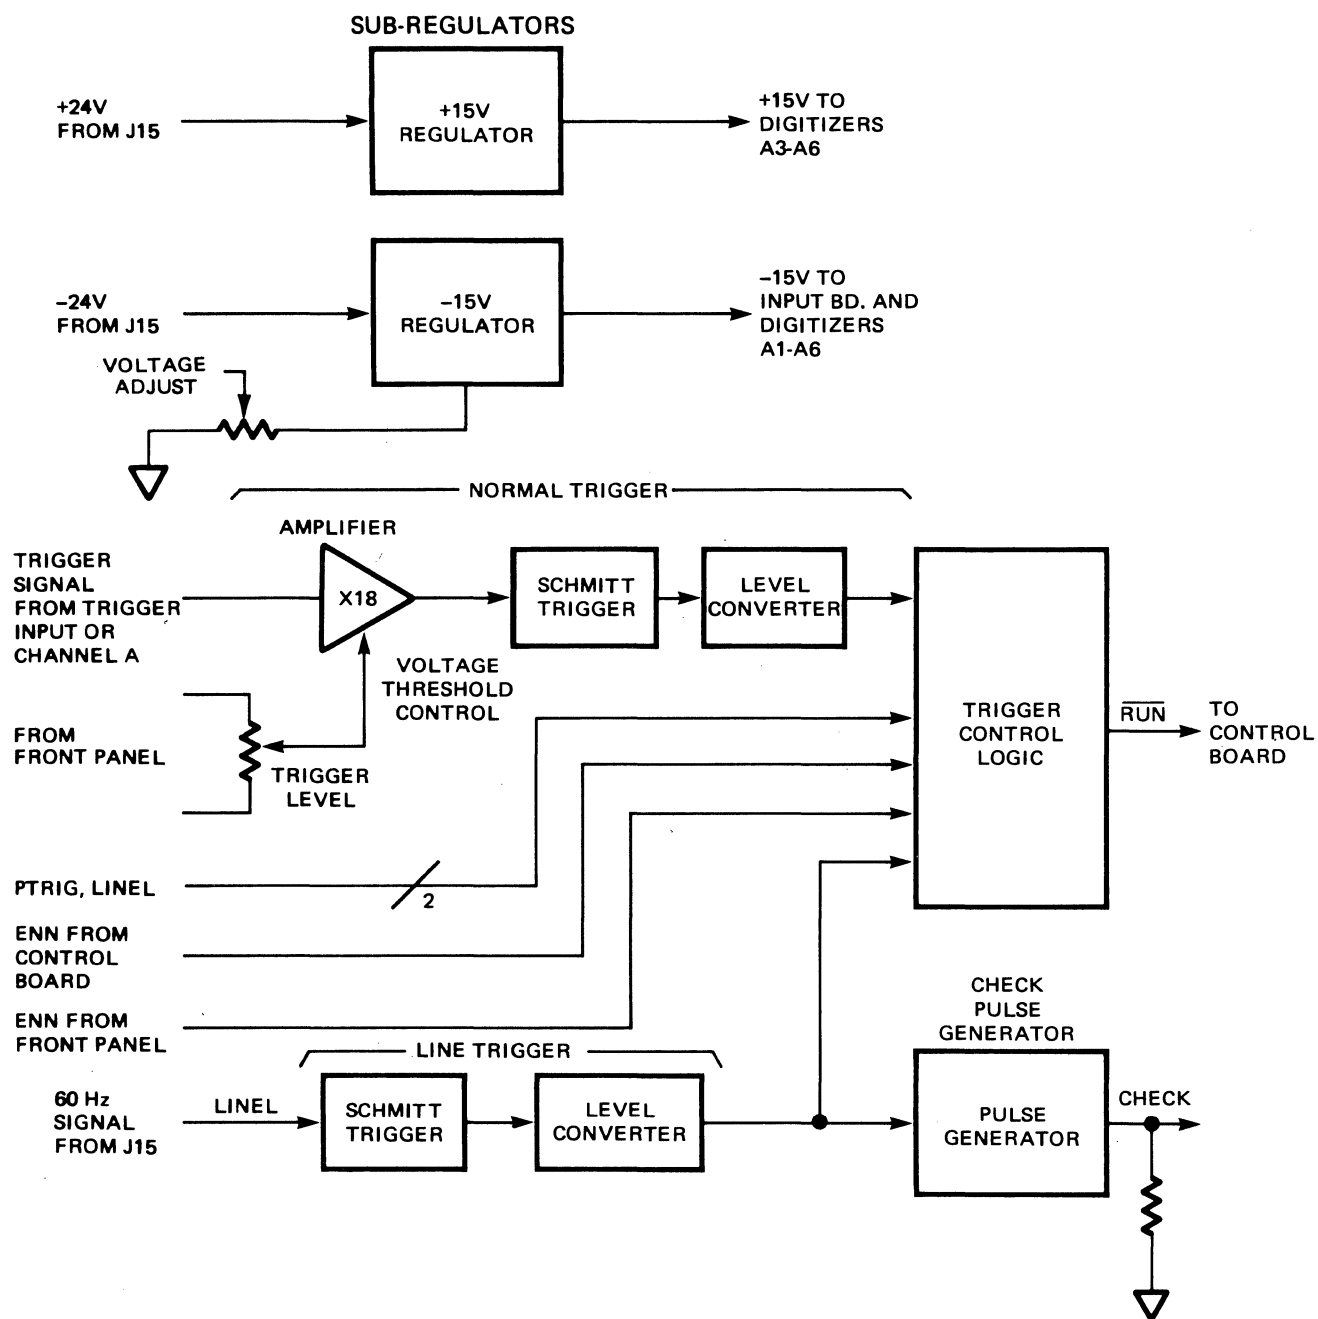 SUB-REGULATORS
+24V
FROM J15
+15V
REGULATOR
+15V TO
DIGITIZERS
A3-A6
–24V
FROM J15
–15V
REGULATOR
–15V TO
INPUT BD. AND
DIGITIZERS
A1-A6
VOLTAGE
ADJUST
NORMAL TRIGGER
AMPLIFIER
TRIGGER
SIGNAL
FROM TRIGGER
INPUT OR
CHANNEL A
X18
SCHMITT
TRIGGER
LEVEL
CONVERTER
VOLTAGE
THRESHOLD
CONTROL
FROM
FRONT PANEL
TRIGGER
LEVEL
TRIGGER
CONTROL
LOGIC
RUN
TO
CONTROL
BOARD
PTRIG, LINEL
2
ENN FROM
CONTROL
BOARD
ENN FROM
FRONT PANEL
LINE TRIGGER
CHECK
PULSE
GENERATOR
60 Hz
SIGNAL
FROM J15
LINEL
SCHMITT
TRIGGER
LEVEL
CONVERTER
PULSE
GENERATOR
CHECK